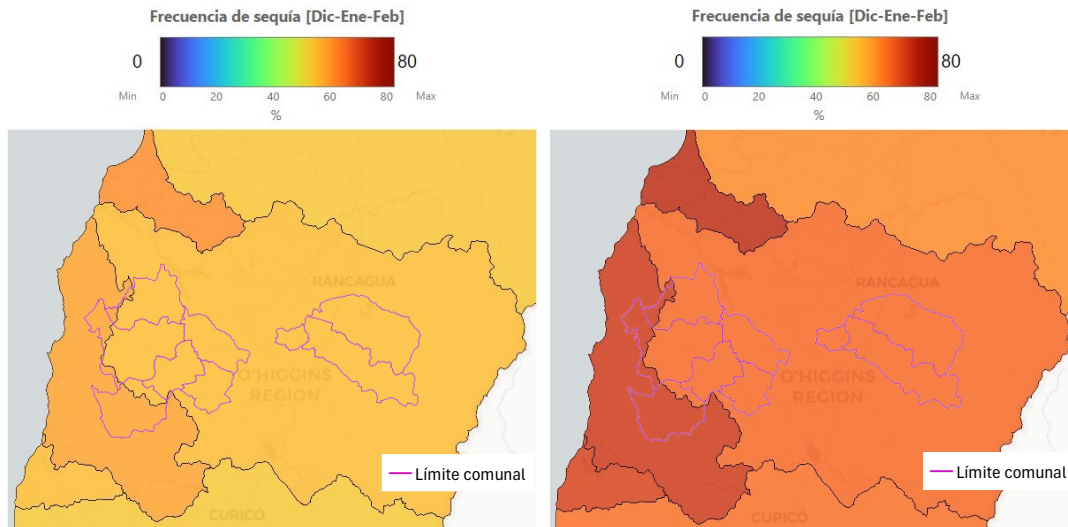 Frecuencia de sequía [Dic-Ene-Feb]
0
80
Min
0
20
40
60
80
Max
%
RANCAGUA
O'HIGGINS
REGION
Límite comunal
CURICÓ
Frecuencia de sequía [Dic-Ene-Feb]
0
80
Min
0
20
40
60
80
Max
%
RANCAGUA
O'HIGGINS
REGION
Límite comunal
CURICÓ